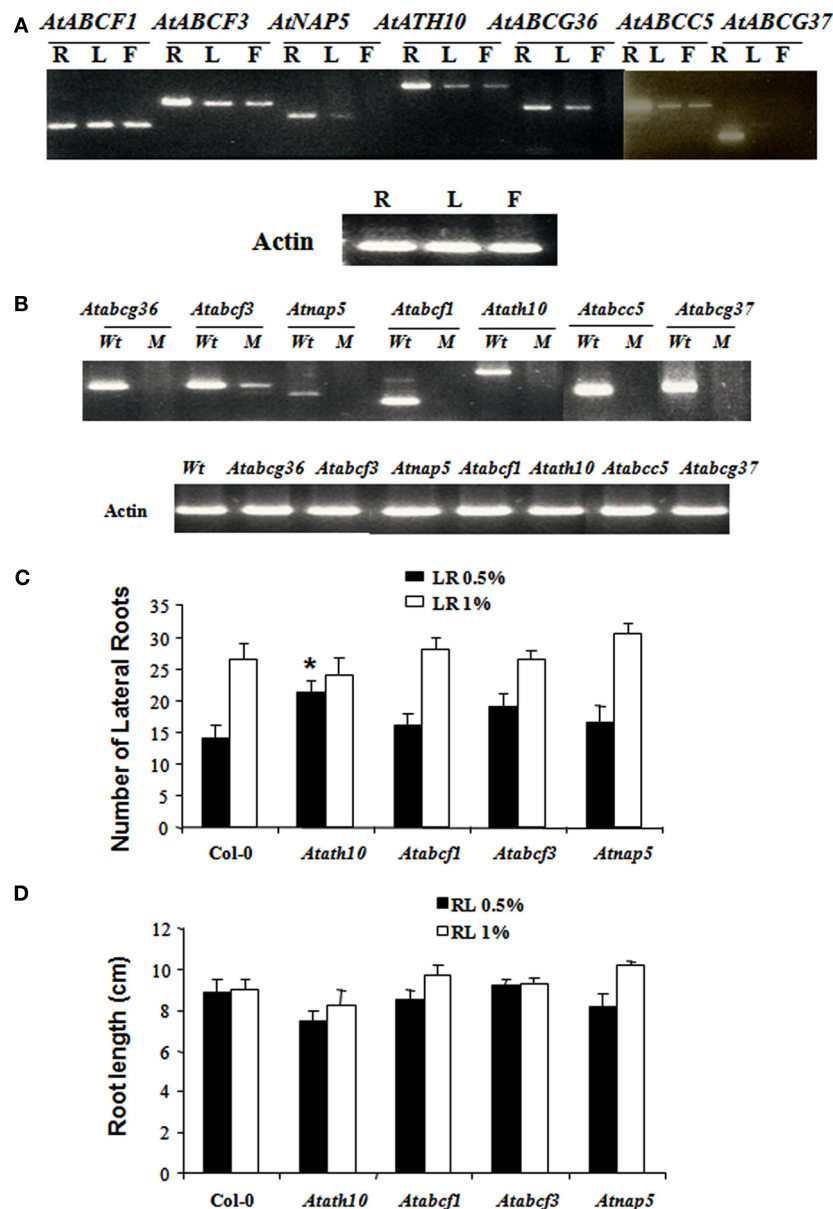 A
AtABCF1 AtABCF3 AtNAP5 AtATH10 AtABCG36 AtABCC5 AtABCG37
R L F R L F R L F R L F R L F R L F R L F
R L F
Actin
B
Atabcg36 Atabcf3 Atnap5 Atabcf1 Atath10 Atabcc5 Atabcg37
Wt M Wt M Wt M Wt M Wt M Wt M Wt M
Wt Atabcg36 Atabcf3 Atnap5 Atabcf1 Atath10 Atabcc5 Atabcg37
Actin
C
LR 0.5%
LR 1%
Number of Lateral Roots
35
30
25
20
15
10
5
0
*
Col-0 Atath10 Atabcf1 Atabcf3 Atnap5
D
RL 0.5%
RL 1%
Root length (cm)
12
10
8
6
4
2
0
Col-0 Atath10 Atabcf1 Atabcf3 Atnap5